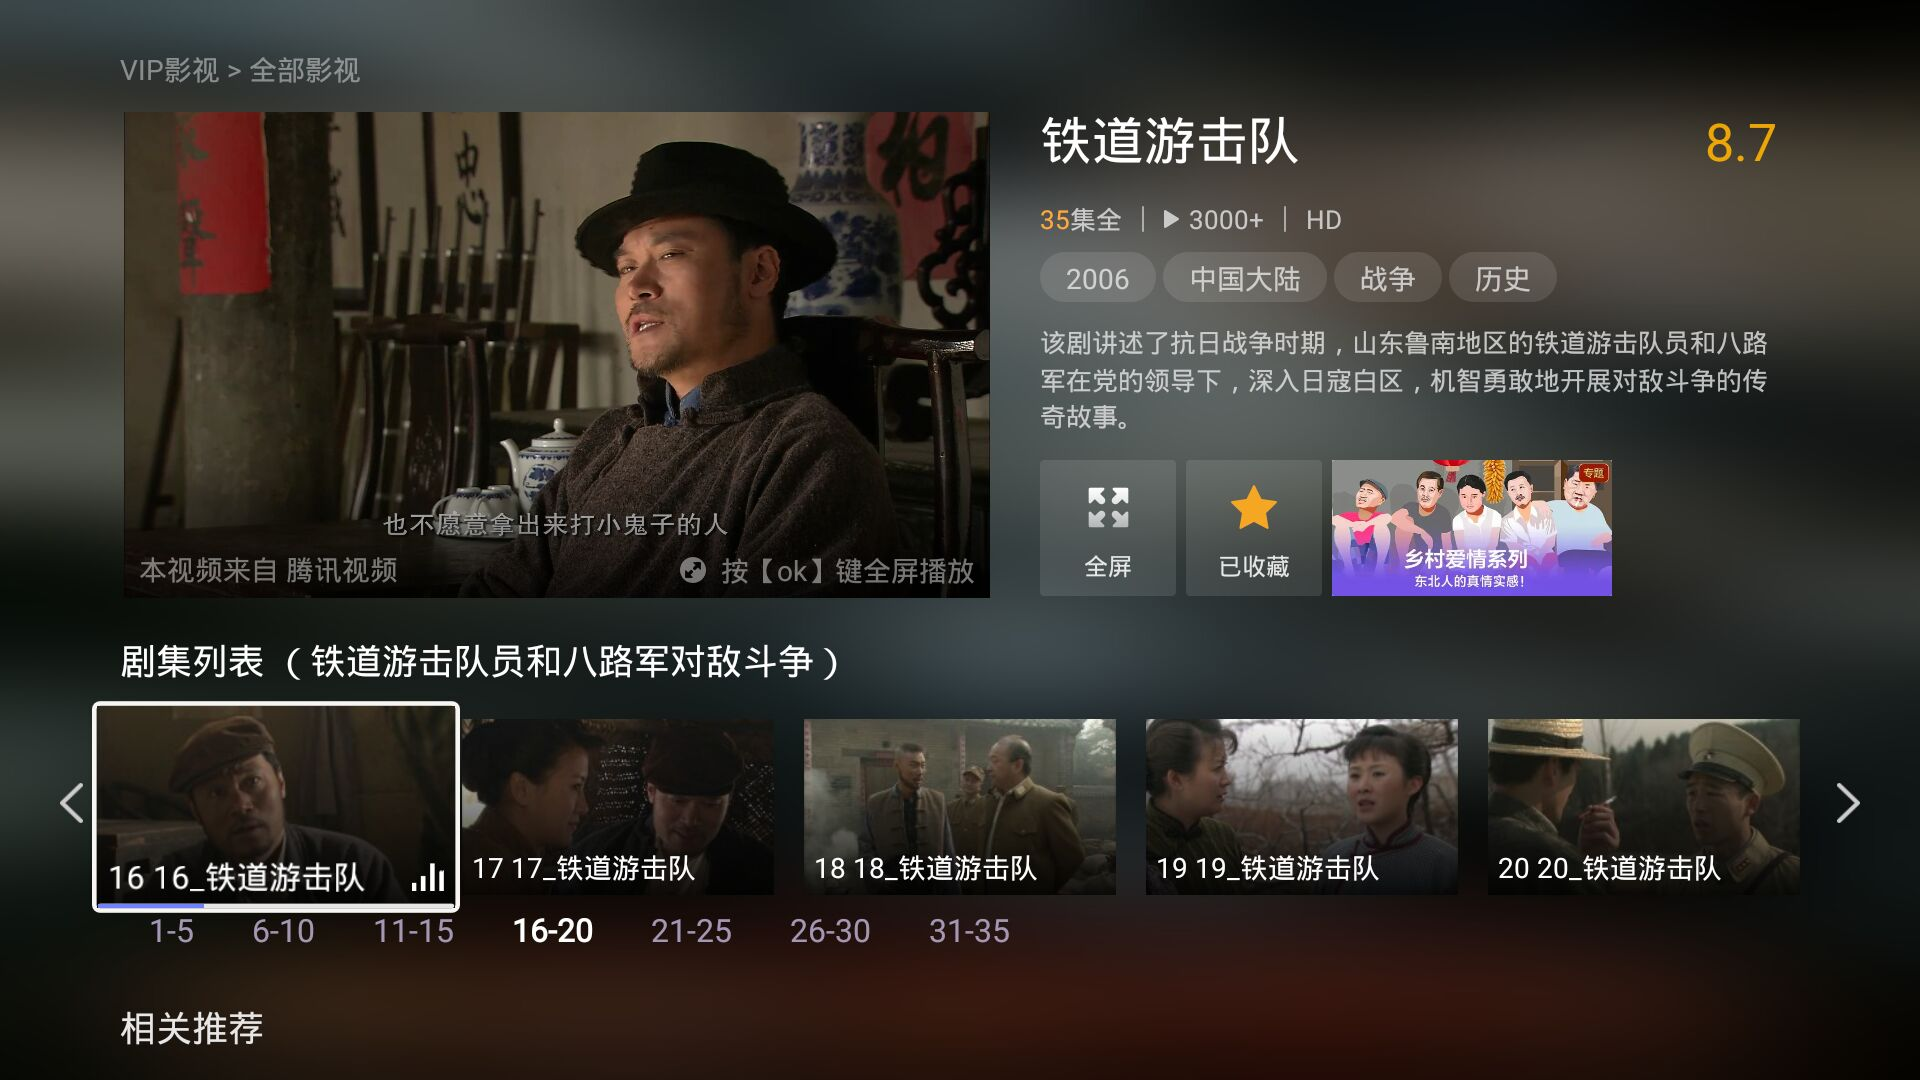 VIP影视 > 全部影视
忠
铁道游击队
8.7
35集全 | 3000+ | HD
2006 中国大陆 战争 历史
该剧讲述了抗日战争时期，山东鲁南地区的铁道游击队员和八路
军在党的领导下，深入日寇白区，机智勇敢地开展对敌斗争的传
奇故事。
也不愿意拿出来打小鬼子的人
本视频来自 腾讯视频
按【ok】键全屏播放
全屏
已收藏
专题
乡村爱情系列
东北人的真情实感!
剧集列表 （铁道游击队员和八路军对敌斗争）
16 16_铁道游击队
17 17_铁道游击队
18 18_铁道游击队
19 19_铁道游击队
20 20_铁道游击队
1-5 6-10 11-15 16-20 21-25 26-30 31-35
相关推荐